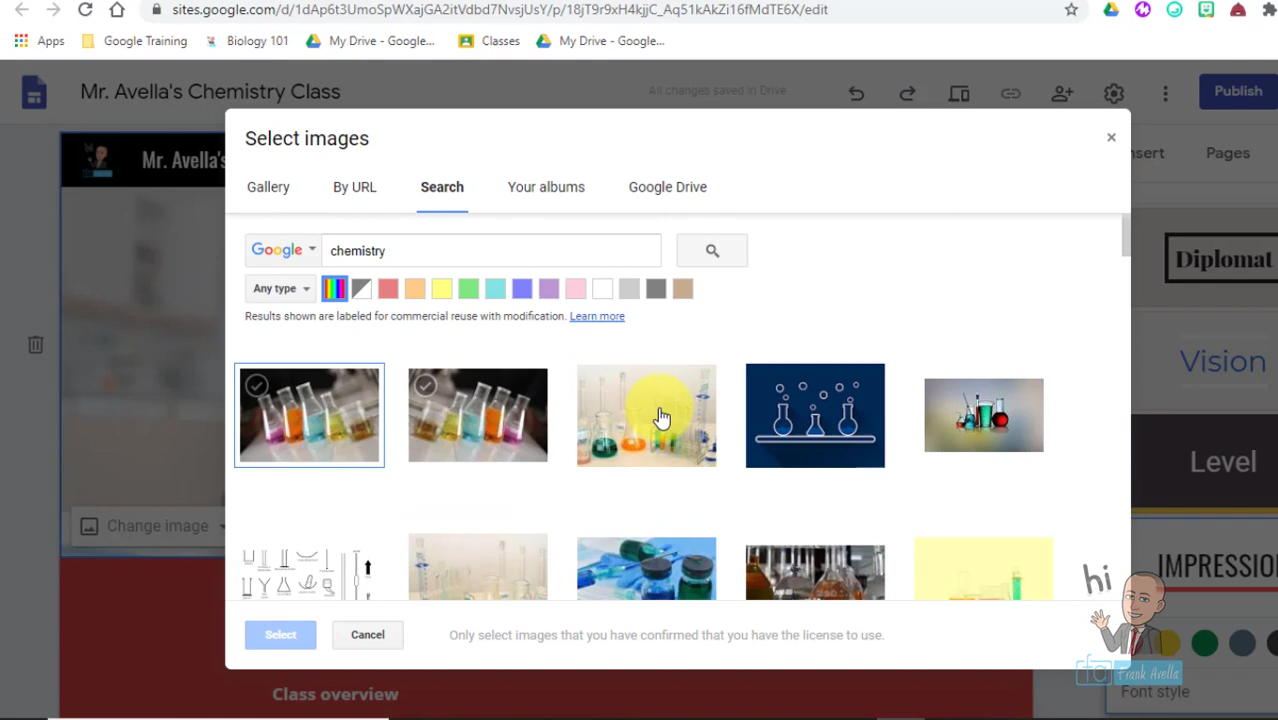 sites.google.com/d/1dAp6t3UmoSpWXajGA2itVdbd7NvsjUsY/p/18jT9r9xH4kjjC_Aq51kAkZi16fMdTE6X/edit
Apps Google Training Biology 101 My Drive - Google... Classes My Drive - Google...
Mr. Avella's Chemistry Class All changes saved in Drive Publish
Select images ×
Mr. Avella's
nsert Pages
Gallery By URL Search Your albums Google Drive
Google chemistry
Diplomat
Any type
Results shown are labeled for commercial reuse with modification. Learn more
Vision
Level
Change image
IMPRESSION
hi
Select Cancel Only select images that you have confirmed that you have the license to use.
fa Frank Avella
Class overview
Font style